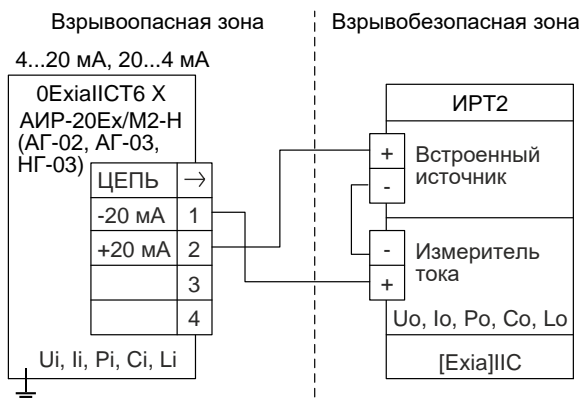 Взрывоопасная зона
Взрывобезопасная зона
4...20 мА, 20...4 мА
0ExiaIICT6 X
АИР-20Ex/М2-Н
(АГ-02, АГ-03,
НГ-03)
ЦЕПЬ →
-20 мА 1
+20 мА 2
3
4
Ui, Ii, Pi, Ci, Li
ИРТ2
+
-
Встроенный
источник
-
+
Измеритель
тока
Uo, Io, Po, Co, Lo
[Exia]IIC